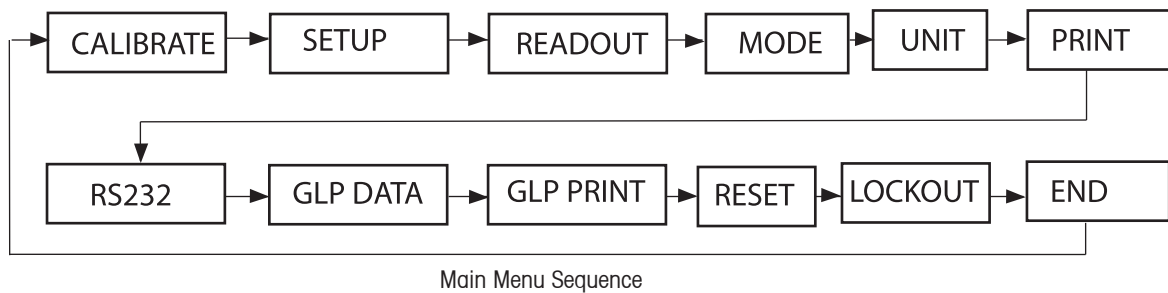 CALIBRATE SETUP READOUT MODE UNIT PRINT
RS232 GLP DATA GLP PRINT RESET LOCKOUT END
Main Menu Sequence